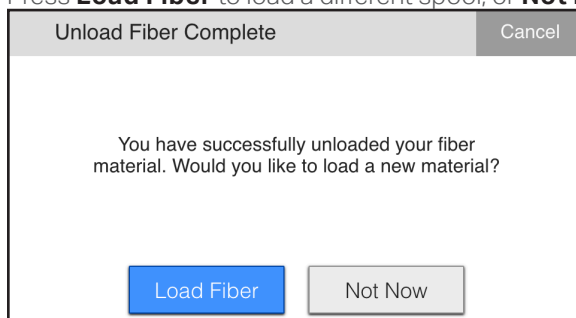 Press Load Fiber to load a different spool, or Not
Unload Fiber Complete
Cancel
You have successfully unloaded your fiber
material. Would you like to load a new material?
Load Fiber
Not Now